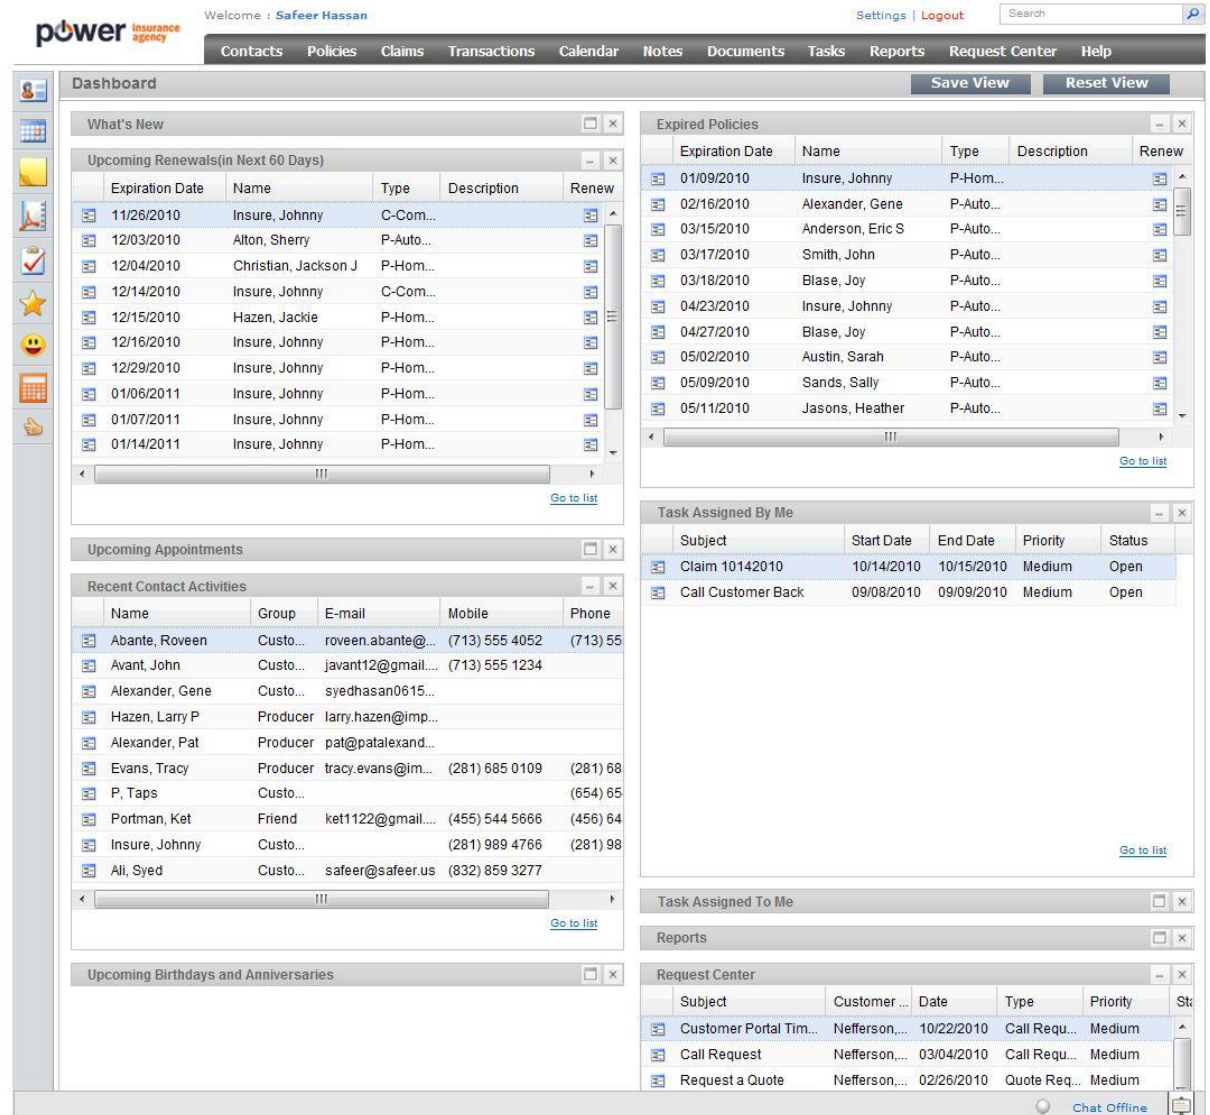 power insurance agency
Welcome : Safeer Hassan
Settings | Logout
Search
Contacts Policies Claims Transactions Calendar Notes Documents Tasks Reports Request Center Help
Dashboard
Save View Reset View
What's New
Upcoming Renewals(in Next 60 Days)
Expiration Date Name Type Description Renew
11/26/2010 Insure, Johnny C-Com...
12/03/2010 Alton, Sherry P-Auto...
12/04/2010 Christian, Jackson J P-Hom...
12/14/2010 Insure, Johnny C-Com...
12/15/2010 Hazen, Jackie P-Hom...
12/16/2010 Insure, Johnny P-Hom...
12/29/2010 Insure, Johnny P-Hom...
01/06/2011 Insure, Johnny P-Hom...
01/07/2011 Insure, Johnny P-Hom...
01/14/2011 Insure, Johnny P-Hom...
Go to list
Upcoming Appointments
Recent Contact Activities
Name Group E-mail Mobile Phone
Abante, Roveen Custo... roveen.abante@... (713) 555 4052 (713) 55
Avant, John Custo... javant12@gmail.... (713) 555 1234
Alexander, Gene Custo... syedhasan0615...
Hazen, Larry P Producer larry.hazen@imp...
Alexander, Pat Producer pat@patalexand...
Evans, Tracy Producer tracy.evans@im... (281) 685 0109 (281) 68
P, Taps Custo... (654) 65
Portman, Ket Friend ket1122@gmail.... (455) 544 5666 (456) 64
Insure, Johnny Custo... (281) 989 4766 (281) 98
Ali, Syed Custo... safeer@safeer.us (832) 859 3277
Go to list
Upcoming Birthdays and Anniversaries
Expired Policies
Expiration Date Name Type Description Renew
01/09/2010 Insure, Johnny P-Hom...
02/16/2010 Alexander, Gene P-Auto...
03/15/2010 Anderson, Eric S P-Auto...
03/17/2010 Smith, John P-Auto...
03/18/2010 Blase, Joy P-Auto...
04/23/2010 Insure, Johnny P-Auto...
04/27/2010 Blase, Joy P-Auto...
05/02/2010 Austin, Sarah P-Auto...
05/09/2010 Sands, Sally P-Auto...
05/11/2010 Jasons, Heather P-Auto...
Go to list
Task Assigned By Me
Subject Start Date End Date Priority Status
Claim 10142010 10/14/2010 10/15/2010 Medium Open
Call Customer Back 09/08/2010 09/09/2010 Medium Open
Go to list
Task Assigned To Me
Reports
Request Center
Subject Customer ... Date Type Priority Sta
Customer Portal Tim... Nefferson,... 10/22/2010 Call Requ... Medium
Call Request Nefferson,... 03/04/2010 Call Requ... Medium
Request a Quote Nefferson,... 02/26/2010 Quote Req... Medium
Chat Offline